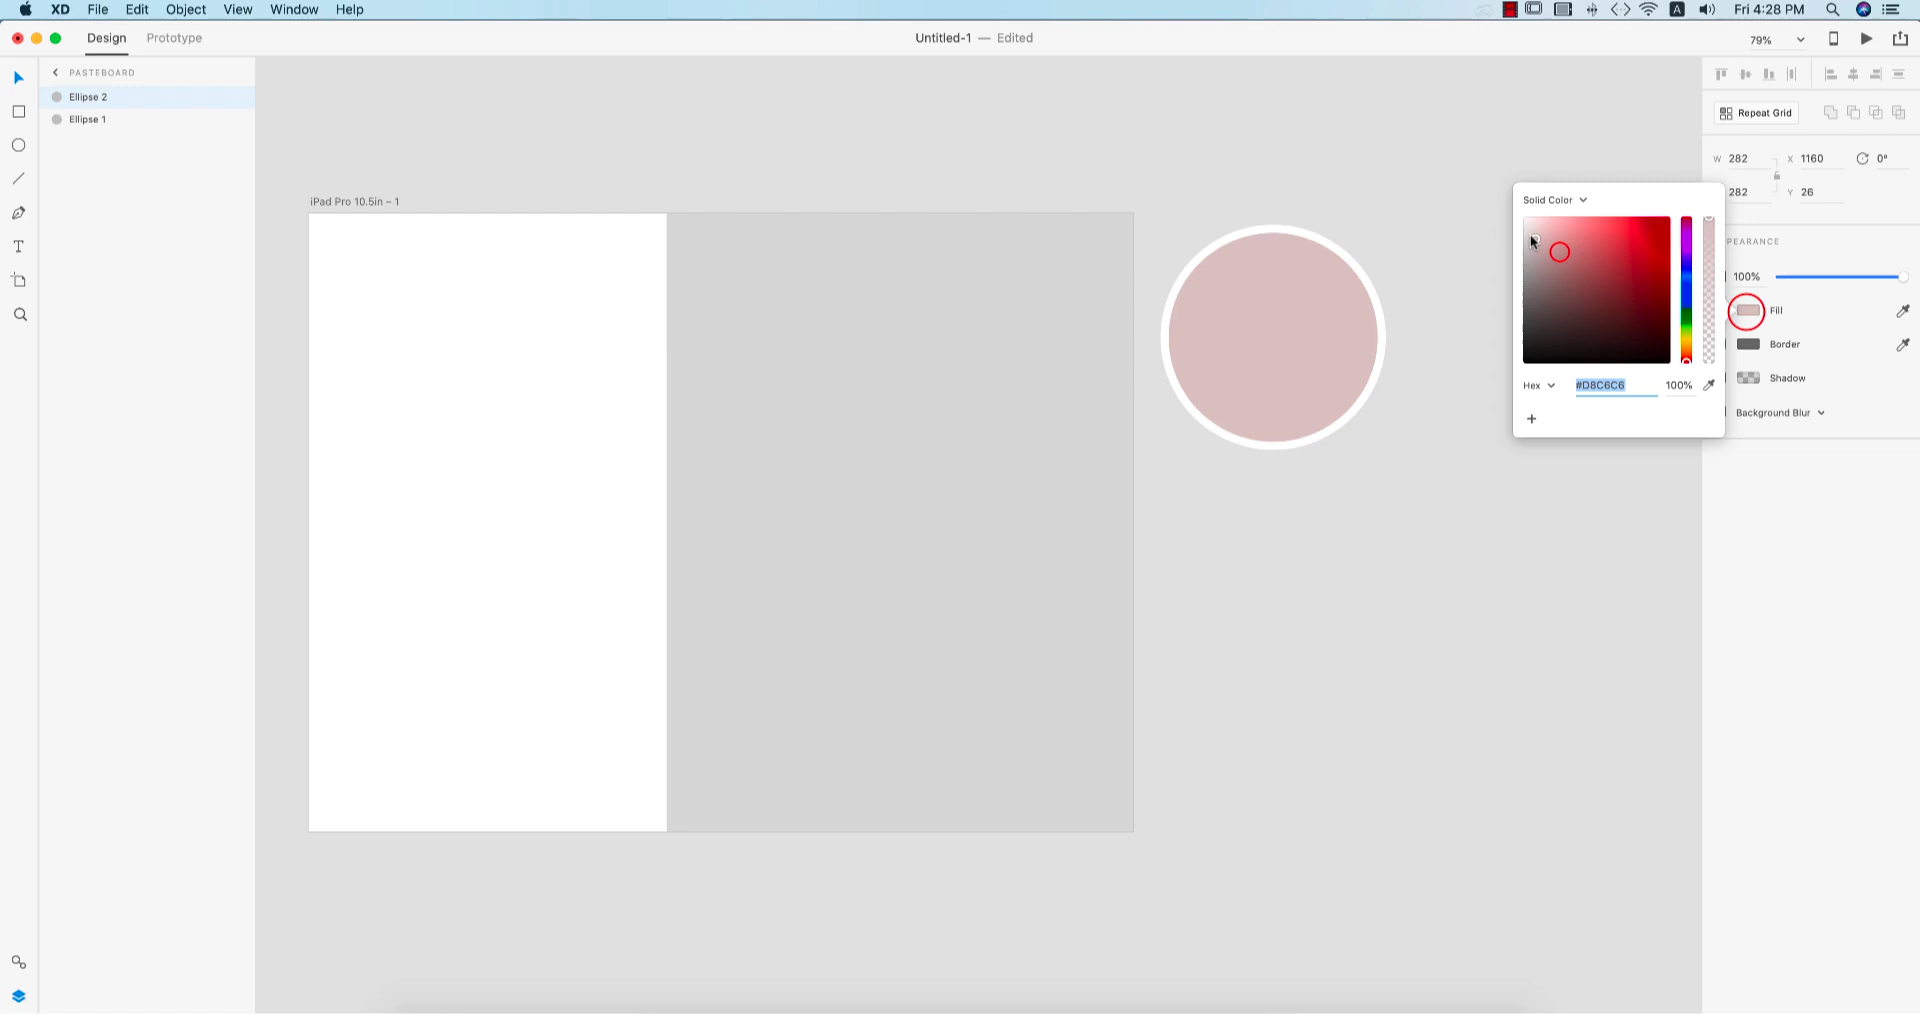 XD File Edit Object View Window Help
A Fri 4:28 PM
Design Prototype
Untitled-1 — Edited
79%
PASTEBOARD
Ellipse 2
Ellipse 1
iPad Pro 10.5in – 1
Repeat Grid
W 282 X 1160 0°
282 Y 26
Solid Color
PEARANCE
100%
Fill
Border
Shadow
Hex #D8C6C6 100%
Background Blur
+
T